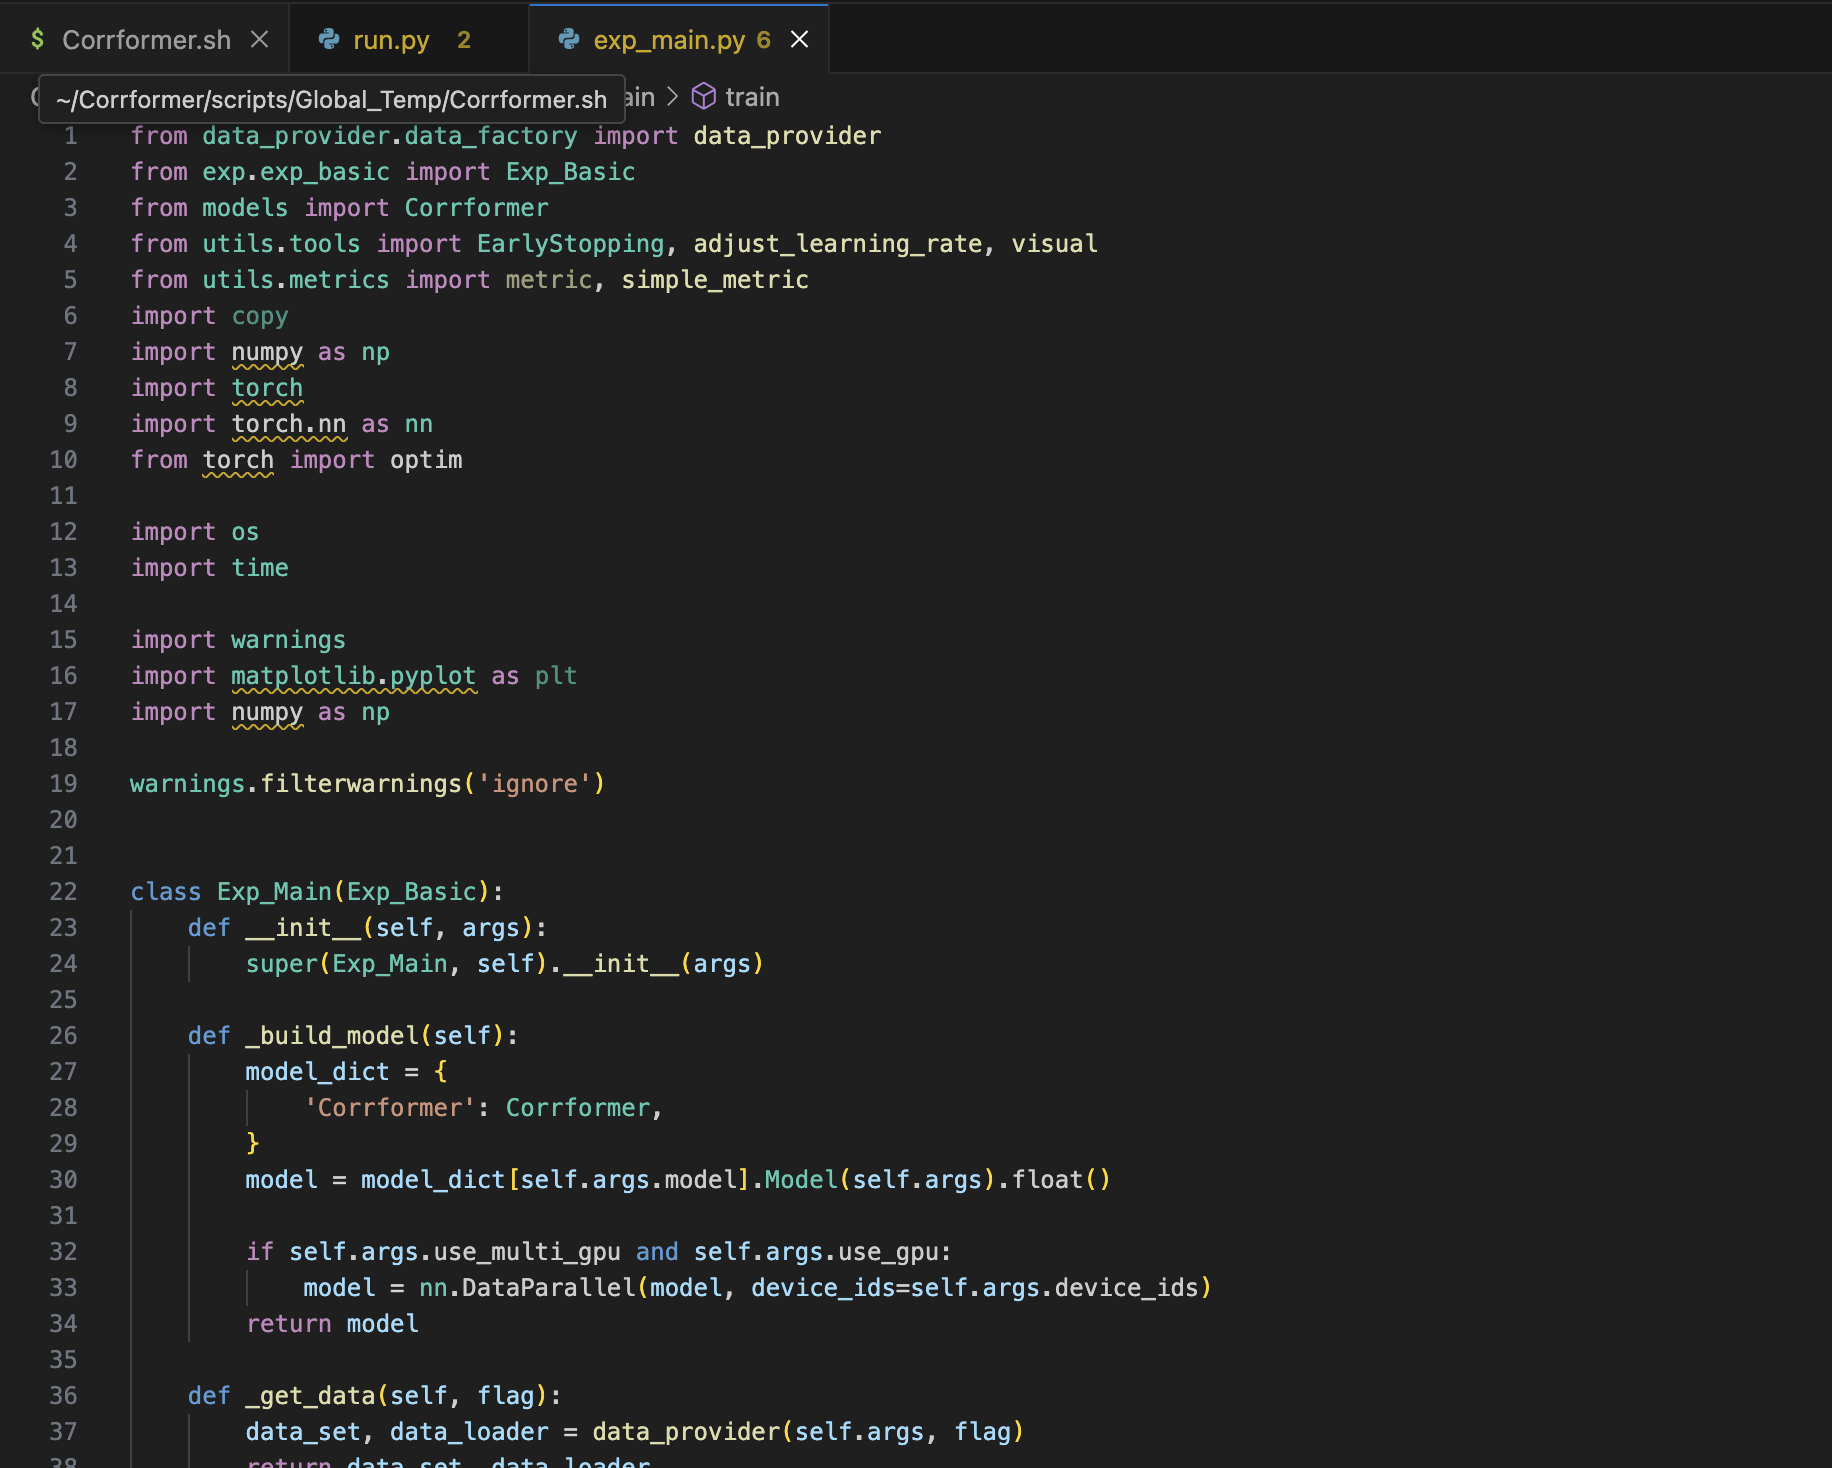 $ Corrformer.sh
run.py 2
exp_main.py 6
~/Corrformer/scripts/Global_Temp/Corrformer.sh
train
1 from data_provider.data_factory import data_provider
2 from exp.exp_basic import Exp_Basic
3 from models import Corrformer
4 from utils.tools import EarlyStopping, adjust_learning_rate, visual
5 from utils.metrics import metric, simple_metric
6 import copy
7 import numpy as np
8 import torch
9 import torch.nn as nn
10 from torch import optim
11
12 import os
13 import time
14
15 import warnings
16 import matplotlib.pyplot as plt
17 import numpy as np
18
19 warnings.filterwarnings('ignore')
20
21
22 class Exp_Main(Exp_Basic):
23     def __init__(self, args):
24         super(Exp_Main, self).__init__(args)
25
26     def _build_model(self):
27         model_dict = {
28             'Corrformer': Corrformer,
29         }
30         model = model_dict[self.args.model].Model(self.args).float()
31
32         if self.args.use_multi_gpu and self.args.use_gpu:
33             model = nn.DataParallel(model, device_ids=self.args.device_ids)
34         return model
35
36     def _get_data(self, flag):
37         data_set, data_loader = data_provider(self.args, flag)
38         return data_set, data_loader